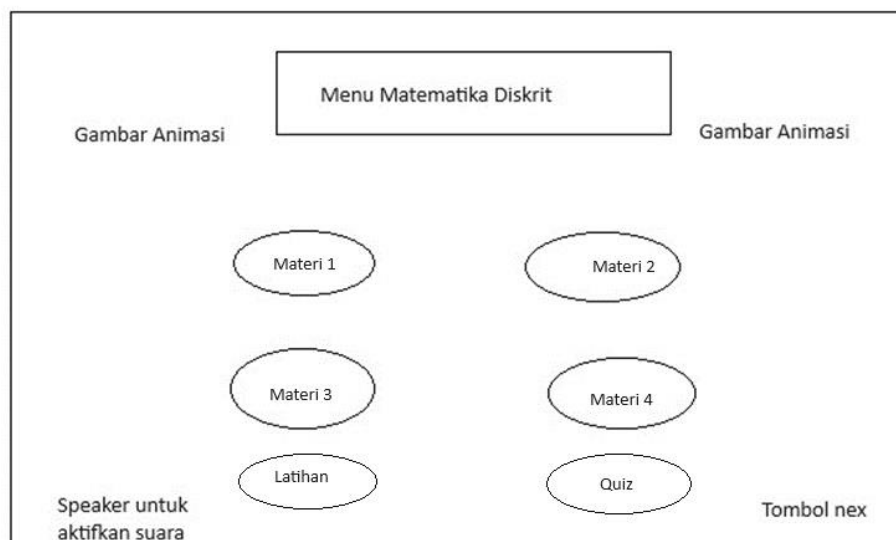 Menu Matematika Diskrit
Gambar Animasi
Gambar Animasi
Materi 1
Materi 2
Materi 3
Materi 4
Latihan
Quiz
Speaker untuk
aktifkan suara
Tombol nex